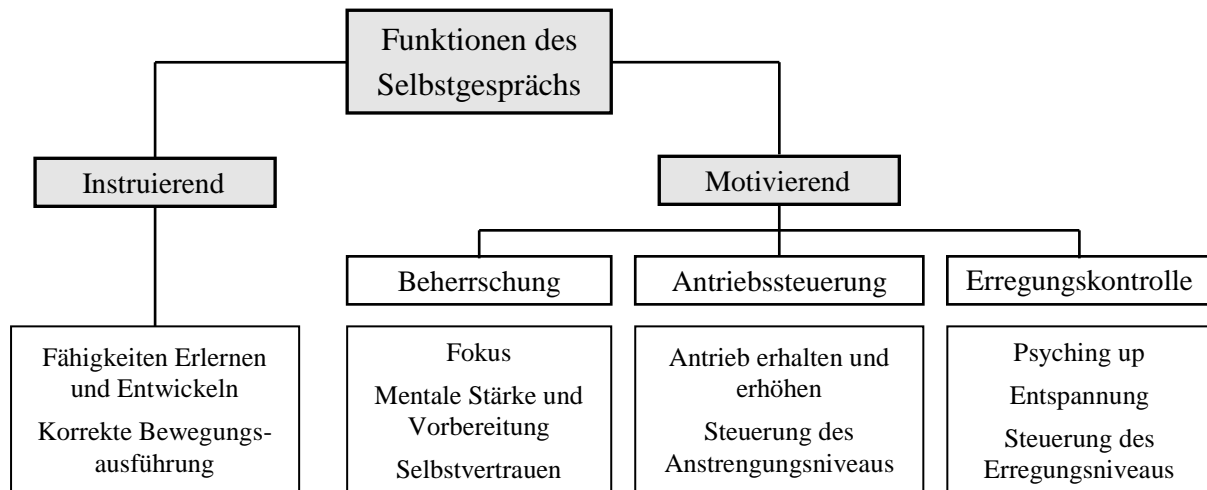 Funktionen des
Selbstgesprächs
Instruierend
Motivierend
Beherrschung
Antriebssteuerung
Erregungskontrolle
Fähigkeiten Erlernen
und Entwickeln
Korrekte Bewegungs-
ausführung
Fokus
Mentale Stärke und
Vorbereitung
Selbstvertrauen
Antrieb erhalten und
erhöhen
Steuerung des
Anstrengungsniveaus
Psyching up
Entspannung
Steuerung des
Erregungsniveaus